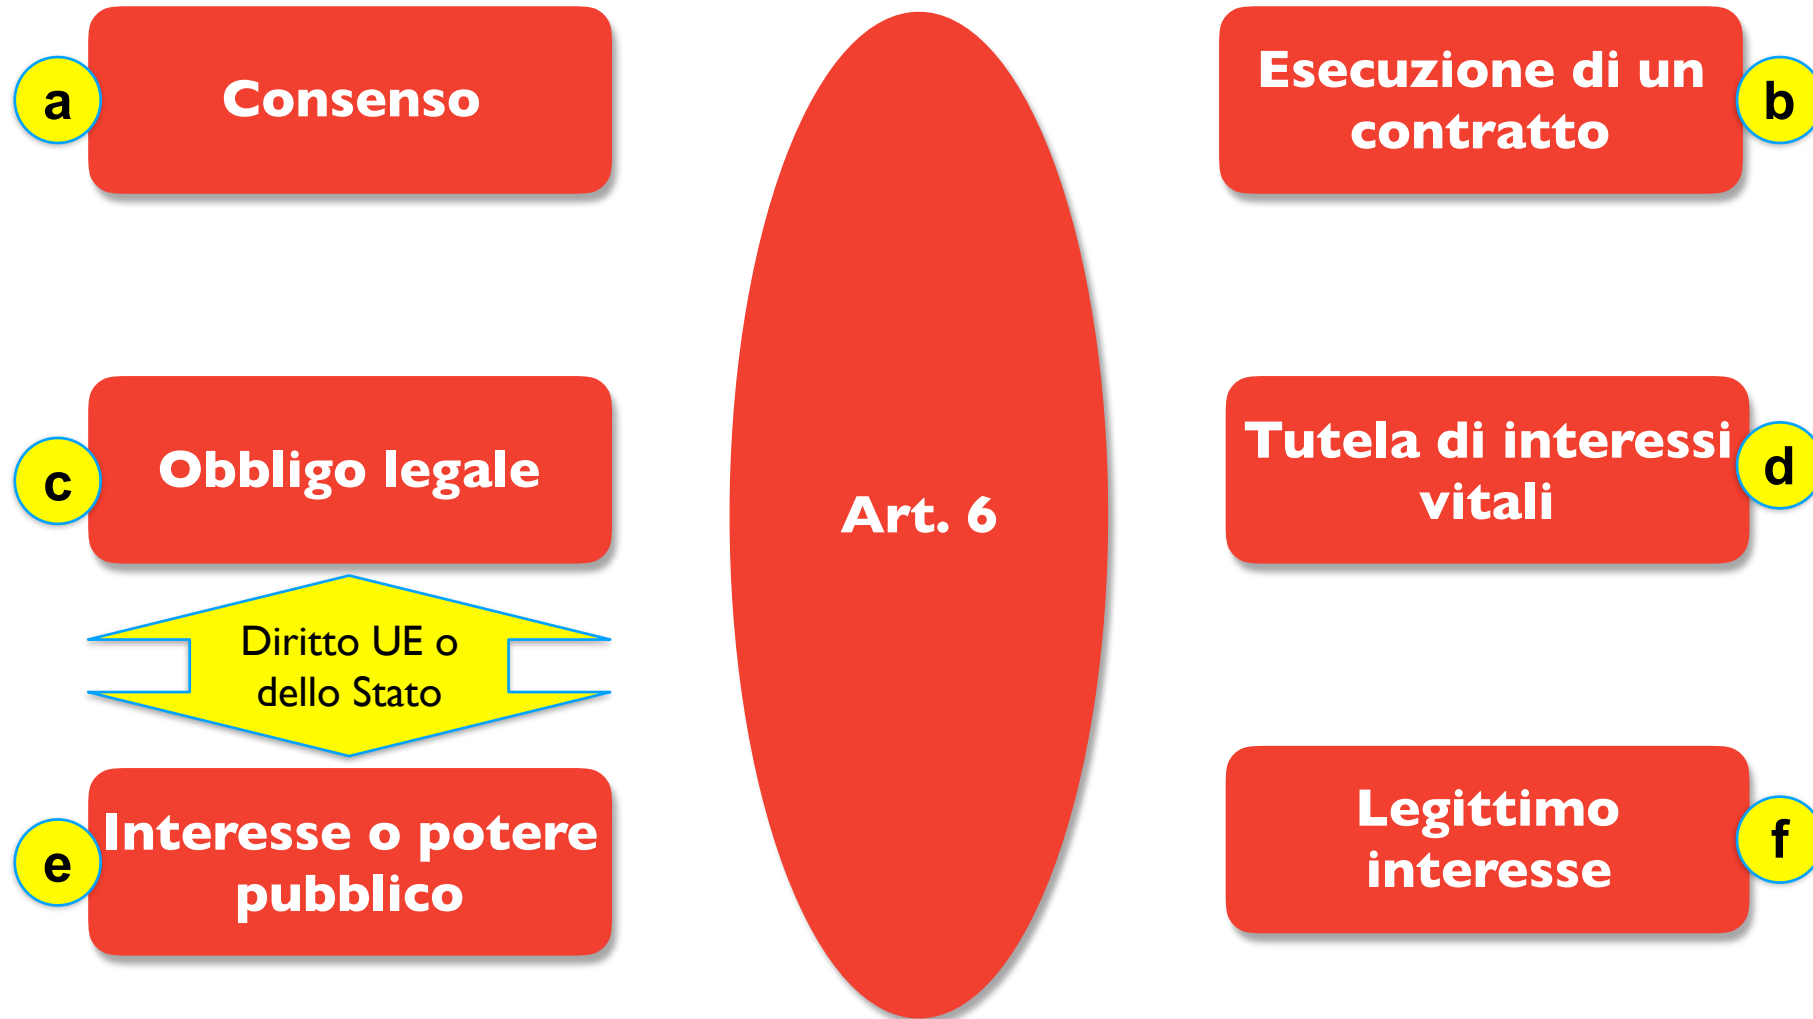 a
Consenso
Esecuzione di un
contratto
b
c
Obbligo legale
Art. 6
Tutela di interessi
vitali
d
Diritto UE o
dello Stato
e
Interesse o potere
pubblico
Legittimo
interesse
f